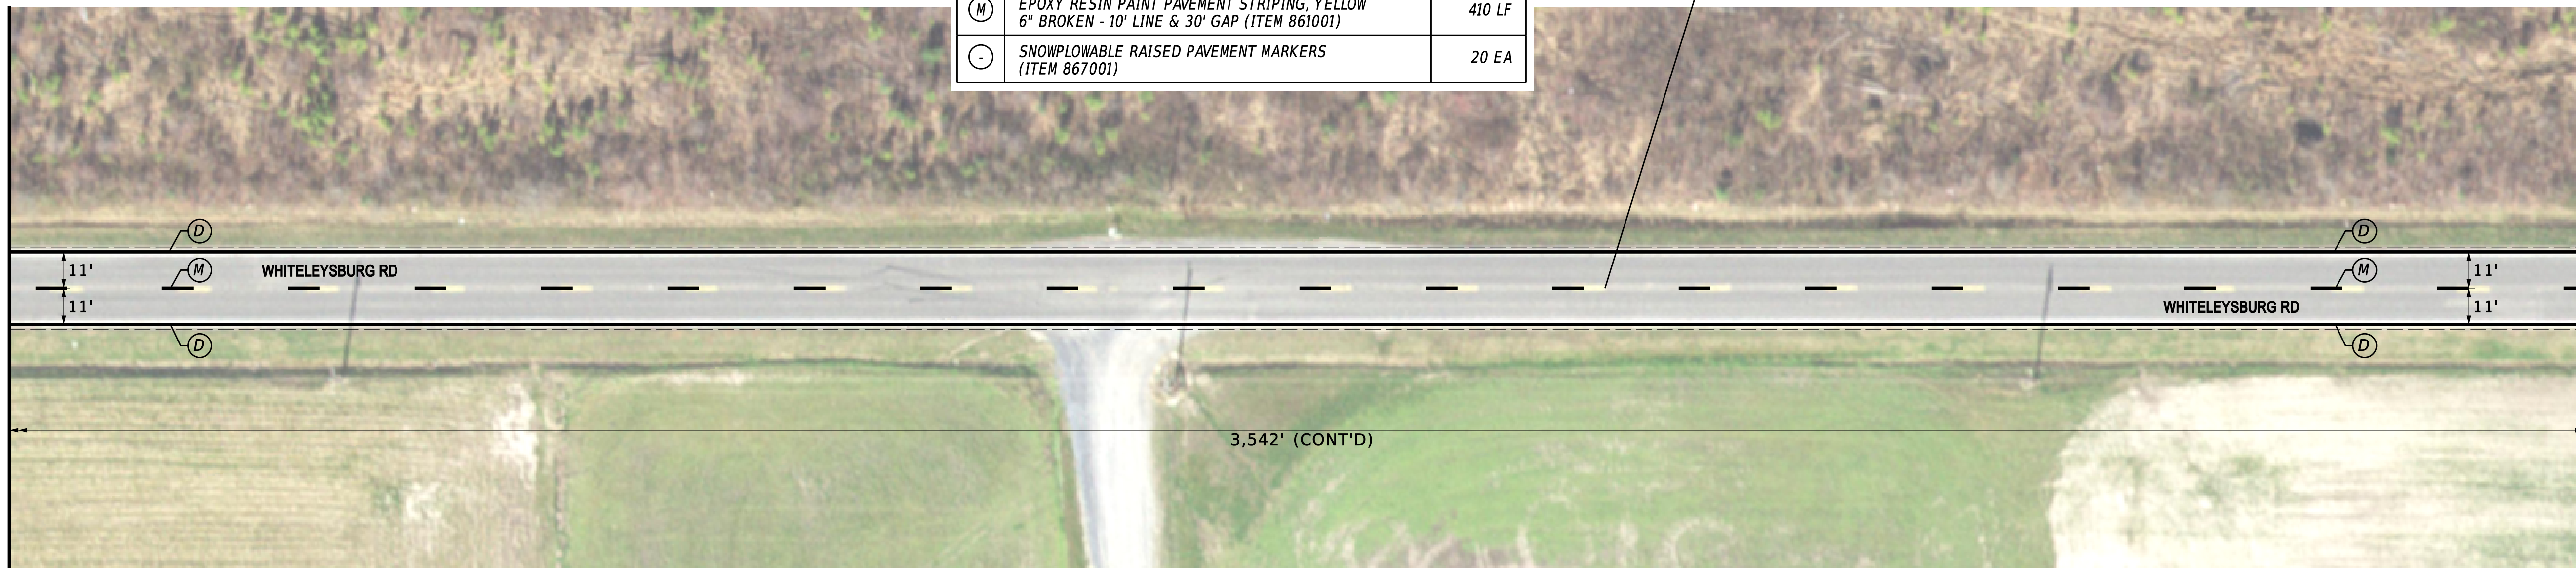 M
EPOXY RESIN PAINT PAVEMENT STRIPING, YELLOW
6" BROKEN - 10' LINE & 30' GAP (ITEM 861001)
410 LF
-
SNOWPLOWABLE RAISED PAVEMENT MARKERS
(ITEM 867001)
20 EA
D
D
11'
M
WHITELEYSBURG RD
M
11'
11'
WHITELEYSBURG RD
11'
D
D
3,542' (CONT'D)